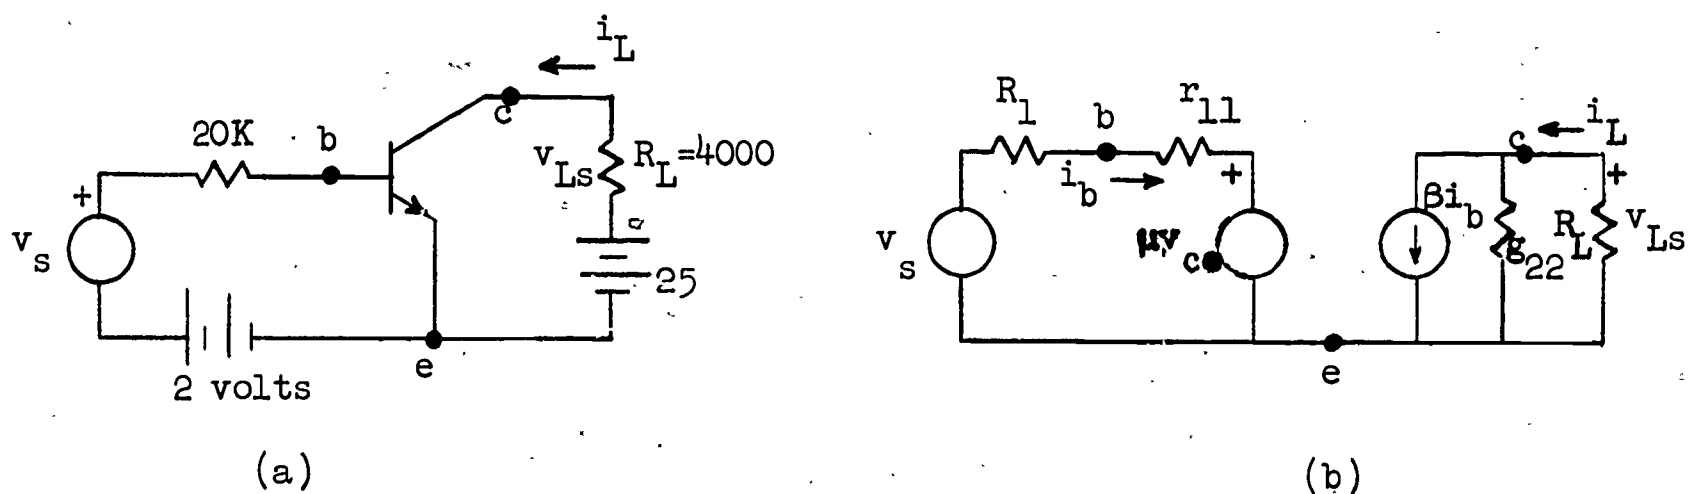 i_L
c
20K
b
v_Ls
R_L=4000
+
v_s
25
2 volts
e
(a)
R_1
b
r_11
i_b
+
v_s
μv_c
βi_b
g_22
c
i_L
R_L
+
v_Ls
e
(b)